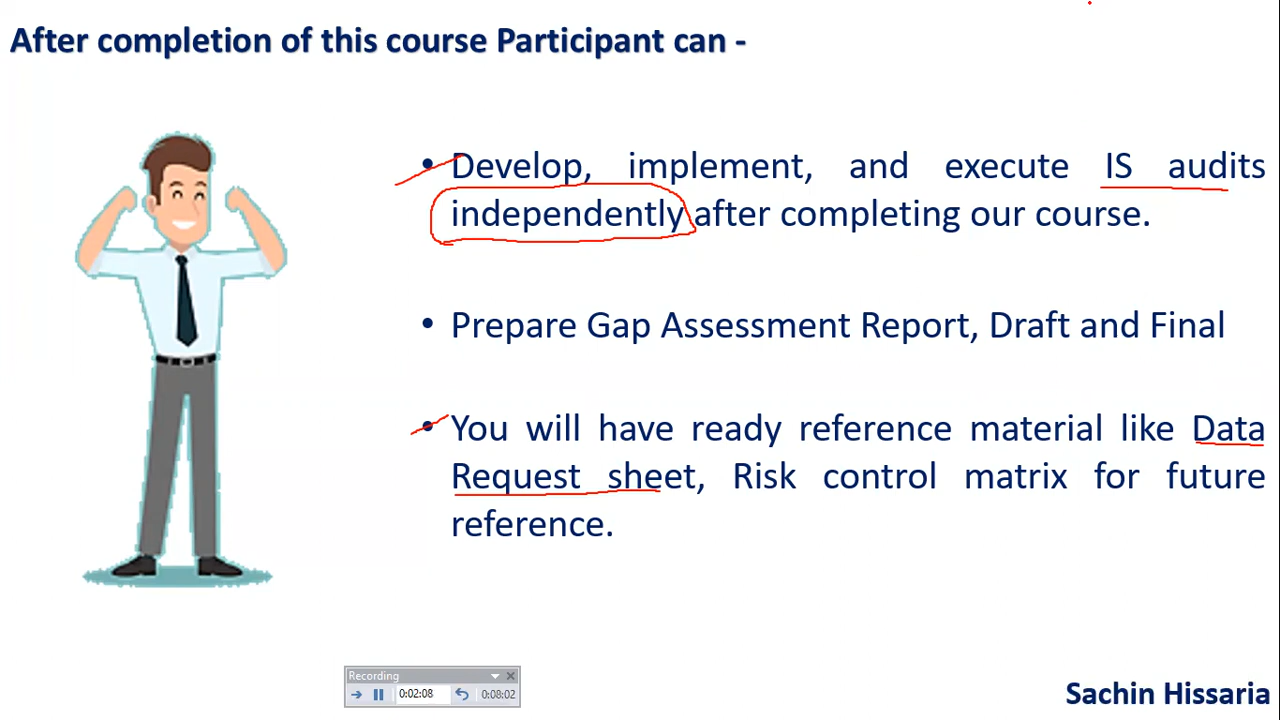 After completion of this course Participant can -
• Develop, implement, and execute IS audits
independently after completing our course.
• Prepare Gap Assessment Report, Draft and Final
• You will have ready reference material like Data
Request sheet, Risk control matrix for future
reference.
Recording
0:02:08 0:08:02
Sachin Hissaria